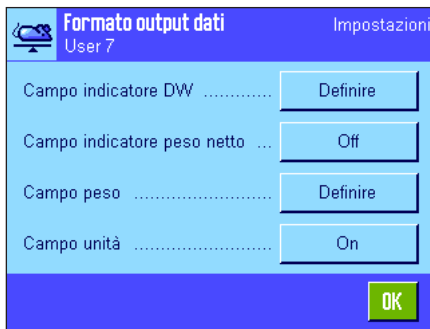 Formato output dati Impostazioni
User 7
Campo indicatore DW ............. Definire
Campo indicatore peso netto ... Off
Campo peso ......................... Definire
Campo unità ......................... On
OK